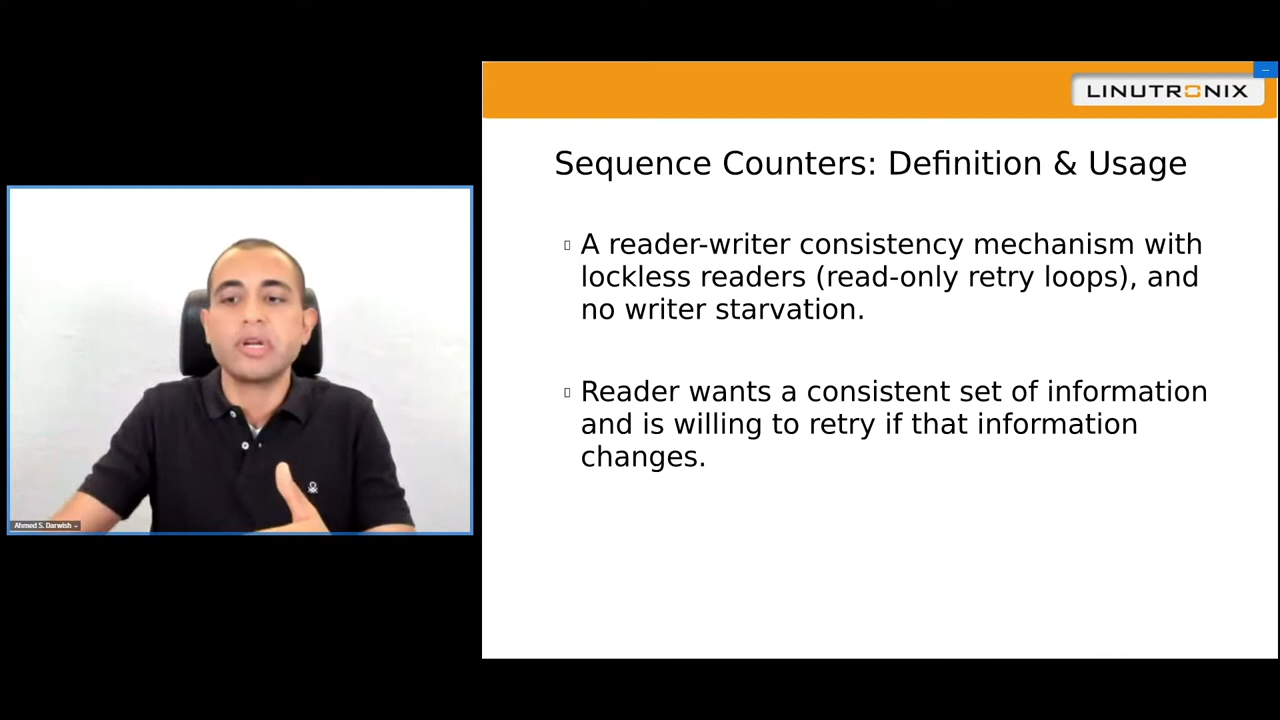 LINUTRONIX
Sequence Counters: Definition & Usage
A reader-writer consistency mechanism with
lockless readers (read-only retry loops), and
no writer starvation.
Reader wants a consistent set of information
and is willing to retry if that information
changes.
Ahmed S. Darwish